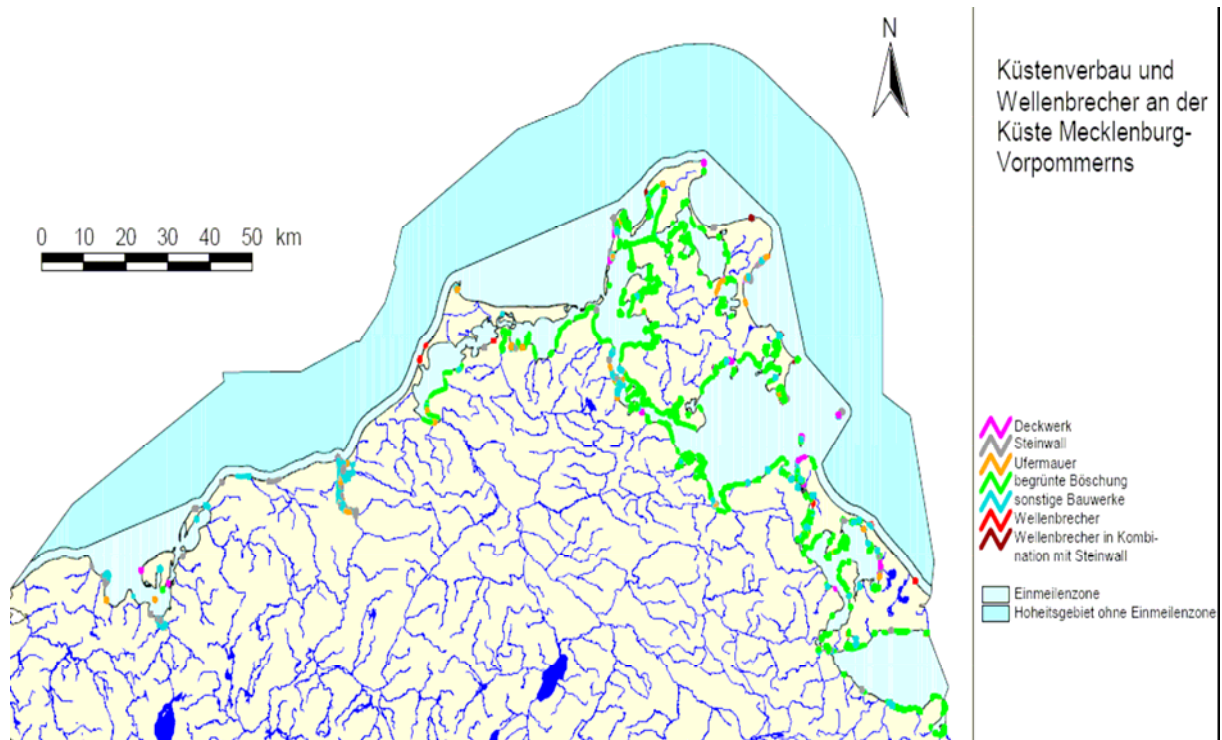 N
Küstenverbau und
Wellenbrecher an der
Küste Mecklenburg-
Vorpommerns
0 10 20 30 40 50 km
Deckwerk
Steinwall
Ufermauer
begrünte Böschung
sonstige Bauwerke
Wellenbrecher
Wellenbrecher in Kombi-
nation mit Steinwall
Einmeilenzone
Hoheitsgebiet ohne Einmeilenzone